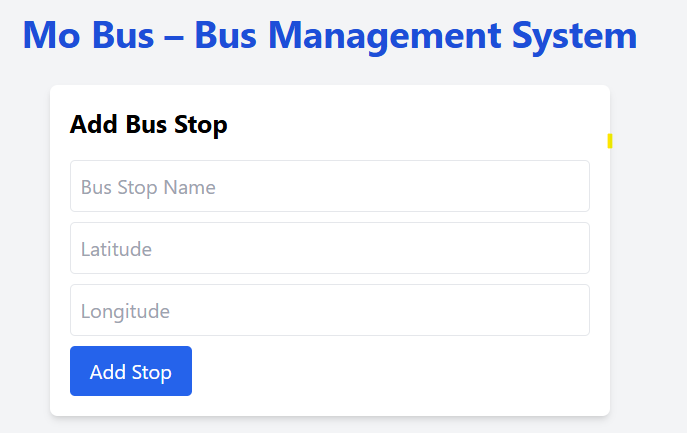 Mo Bus – Bus Management System
Add Bus Stop
Bus Stop Name
Latitude
Longitude
Add Stop